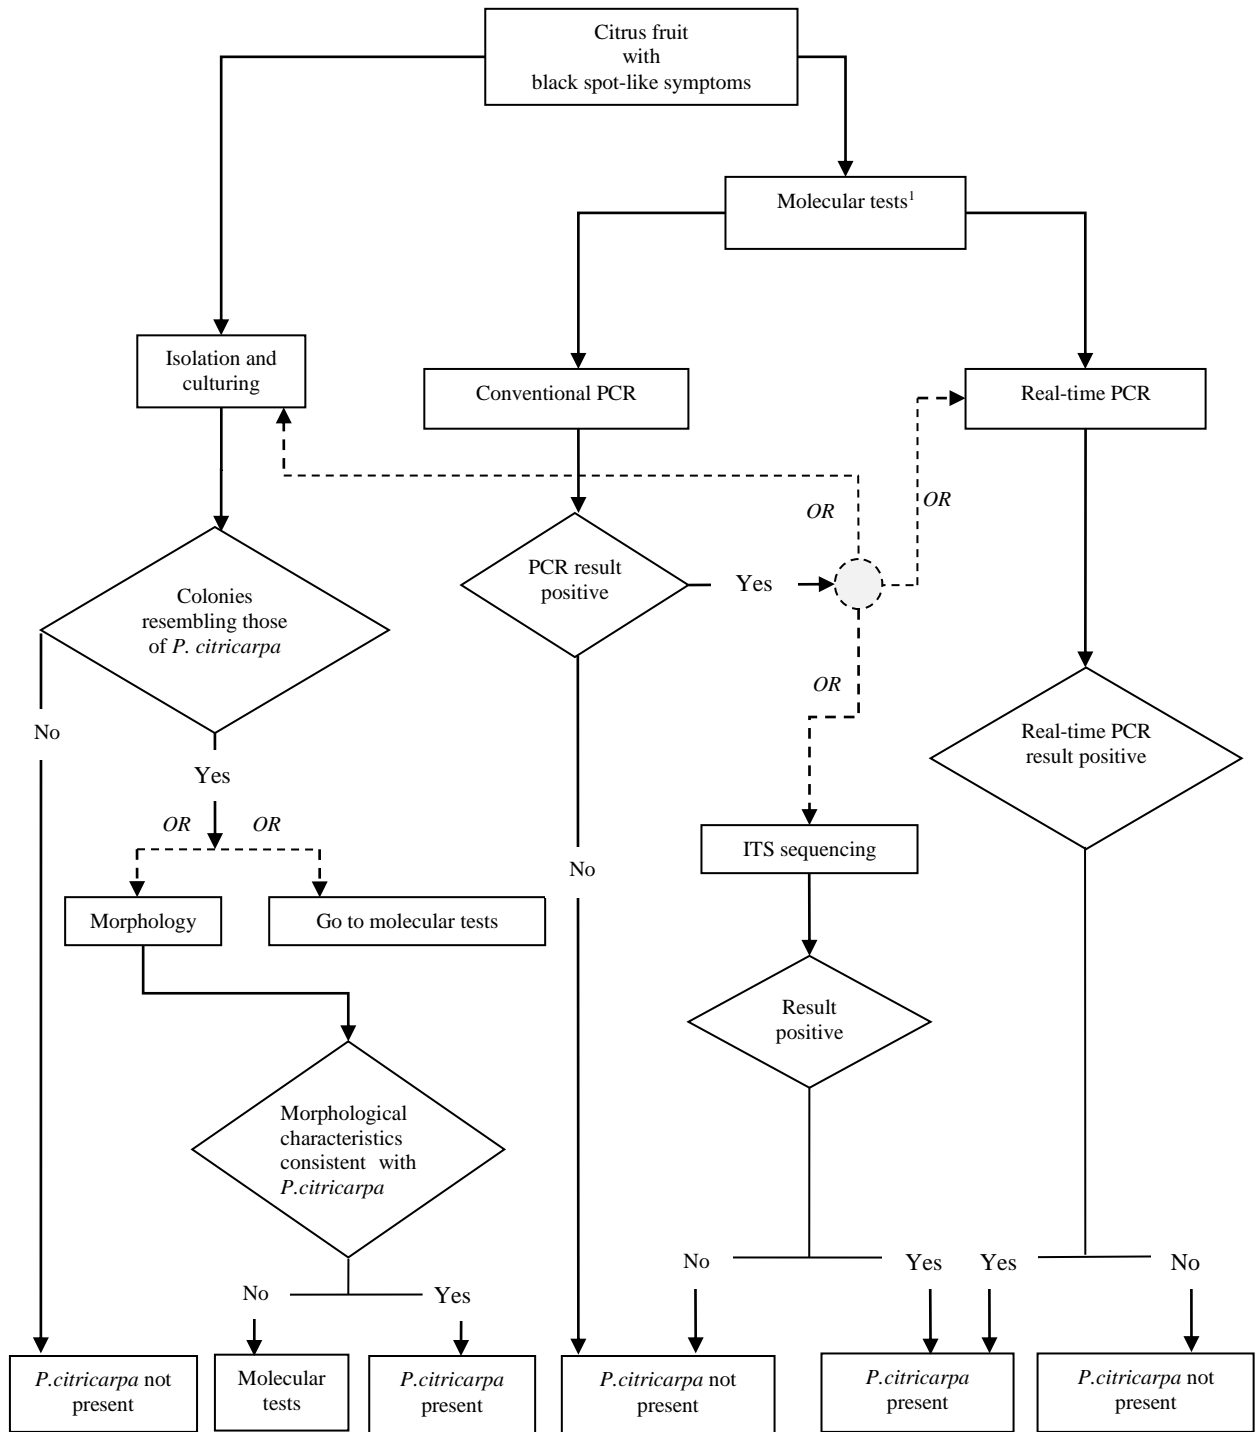 Citrus fruit
with
black spot-like symptoms
Molecular tests¹
Isolation and
culturing
Conventional PCR
Real-time PCR
OR
OR
PCR result
positive
Yes
Colonies
resembling those
of P. citricarpa
OR
No
Real-time PCR
result positive
Yes
OR
OR
ITS sequencing
No
Morphology
Go to molecular tests
Result
positive
Morphological
characteristics
consistent with
P.citricarpa
No
Yes
Yes
No
No
Yes
P.citricarpa not
present
Molecular
tests
P.citricarpa
present
P.citricarpa not
present
P.citricarpa
present
P.citricarpa not
present